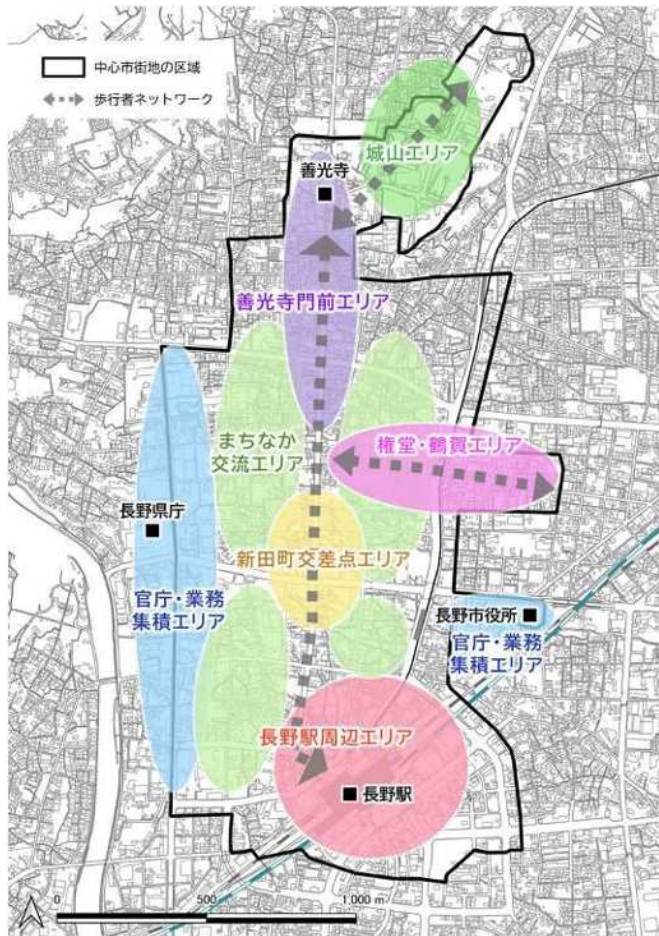 中心市街地の区域
歩行者ネットワーク
城山エリア
善光寺
善光寺門前エリア
まちなか
交流エリア
権堂・鶴賀エリア
長野県庁
新田町交差点エリア
官庁・業務
集積エリア
長野市役所
官庁・業務
集積エリア
長野駅周辺エリア
長野駅
0
500
1,000 m